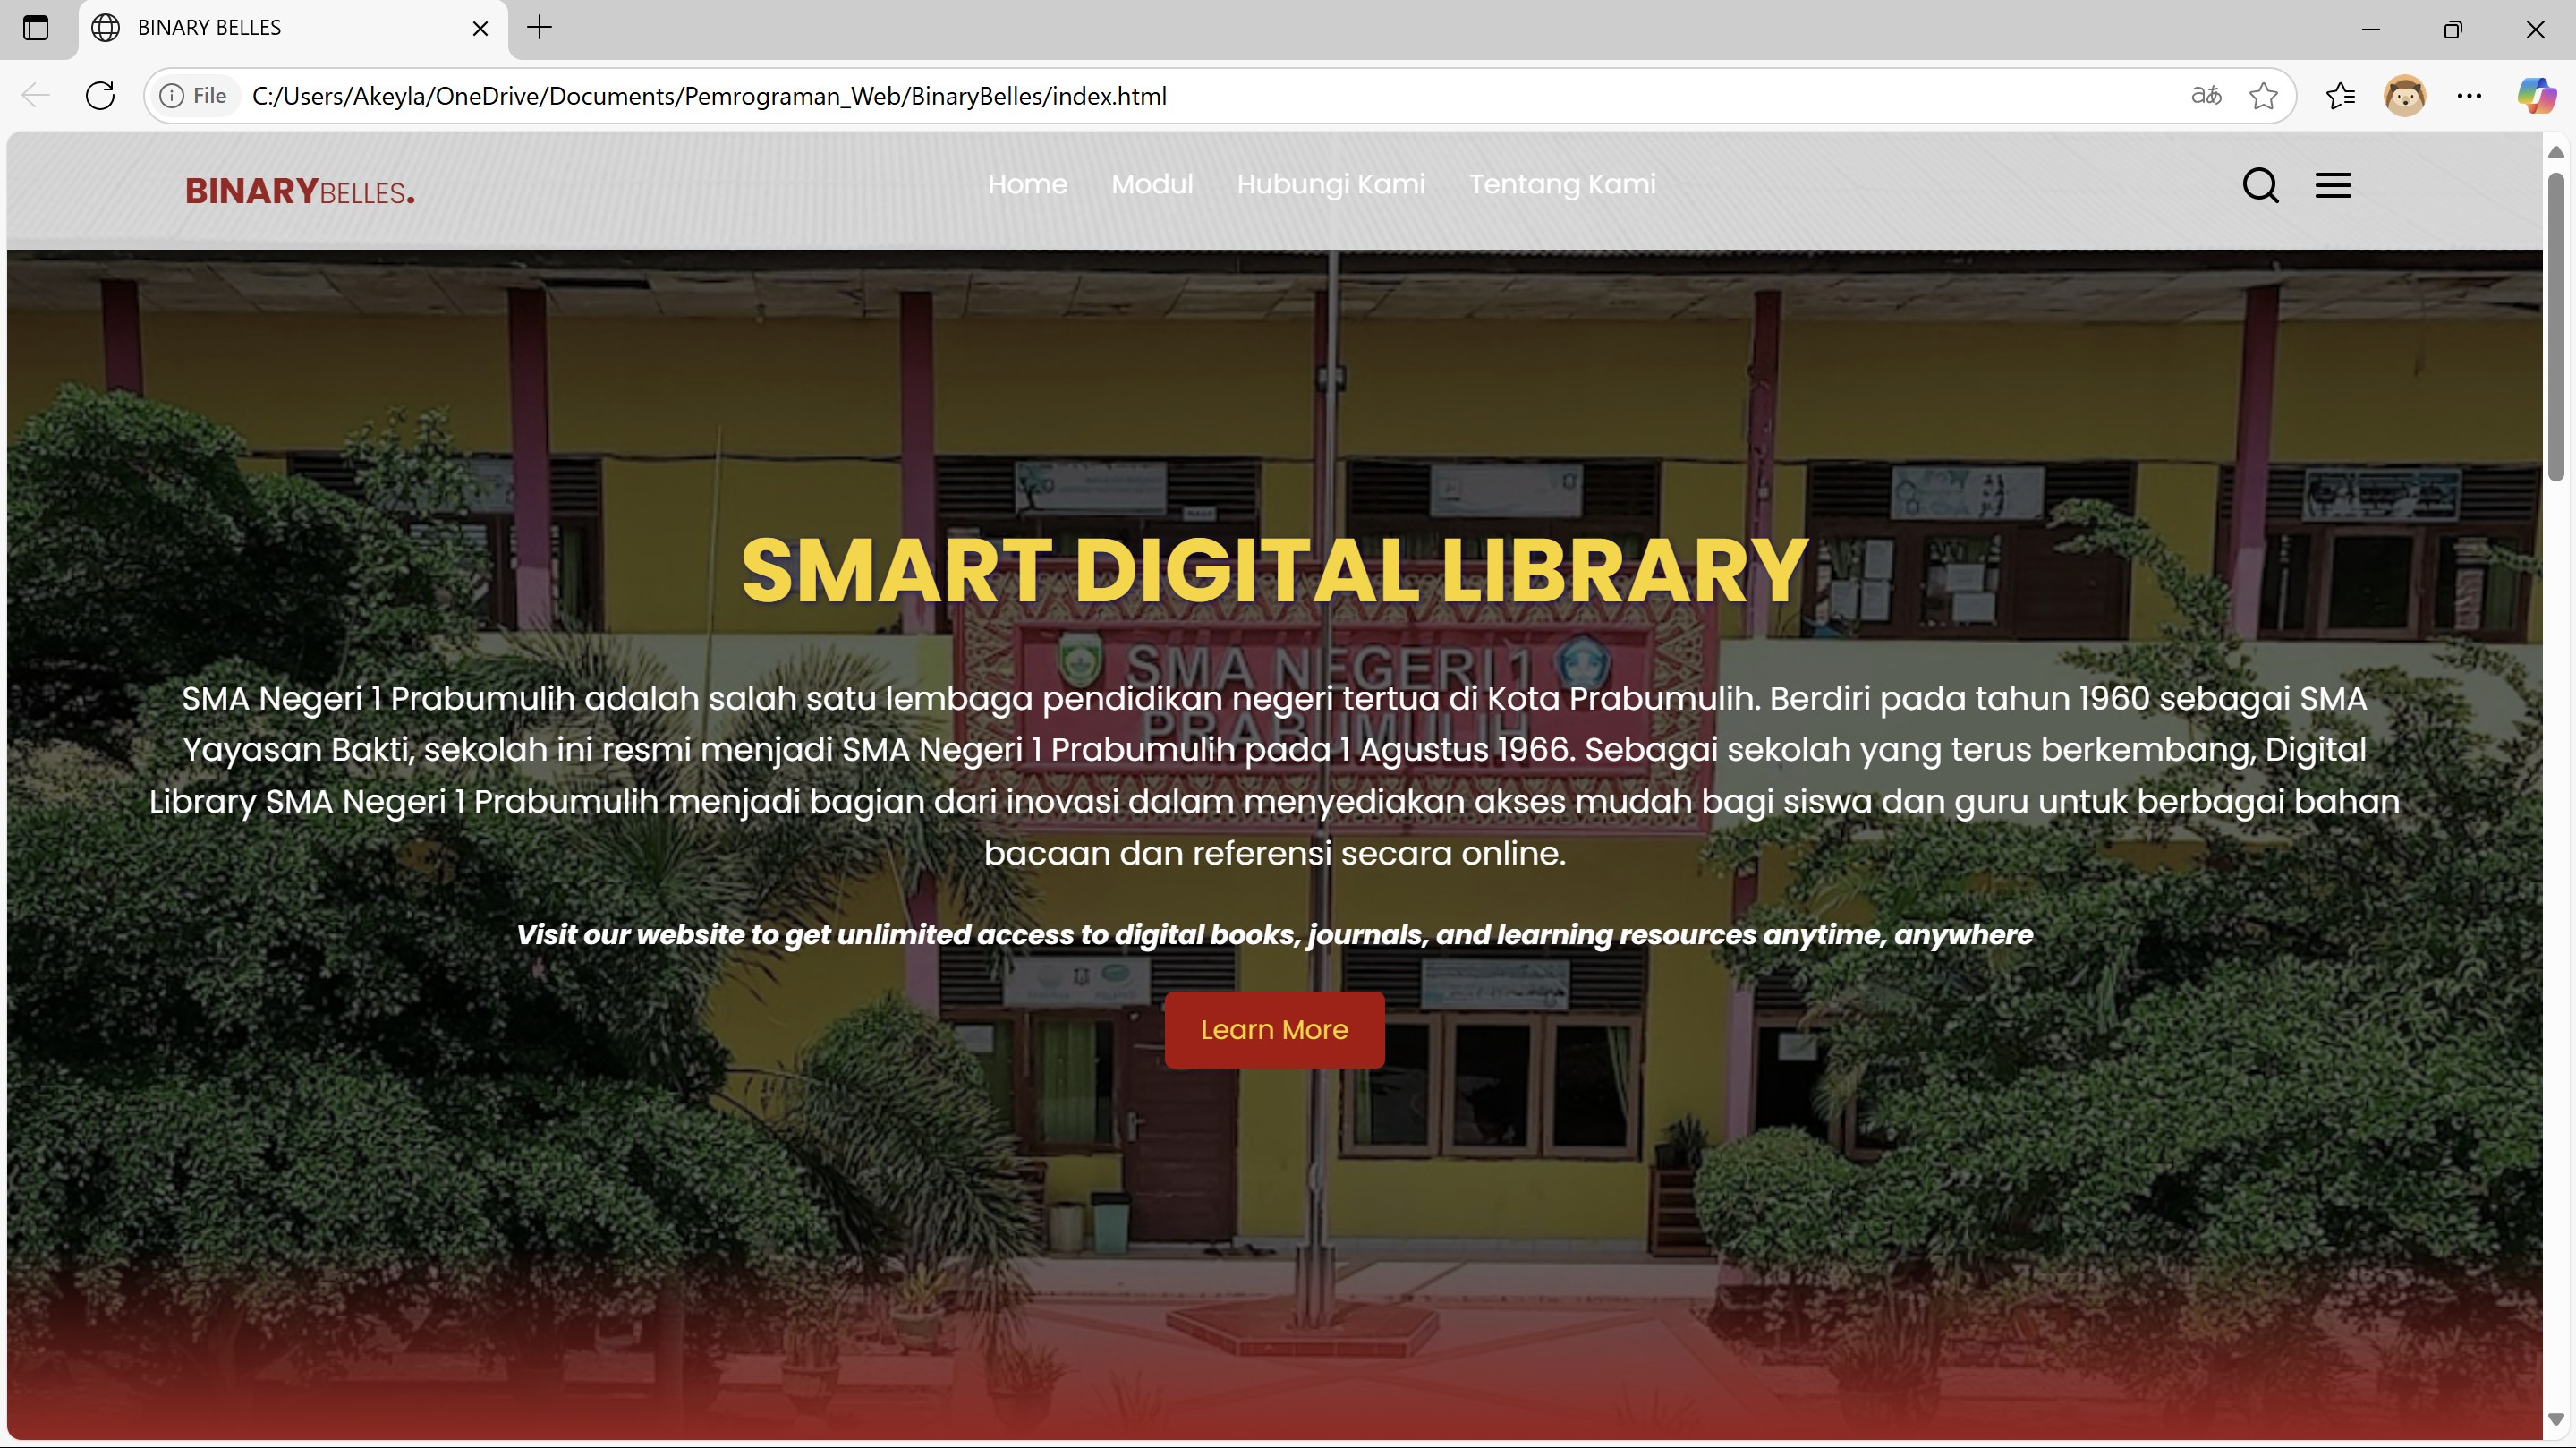 BINARY BELLES
File C:/Users/Akeyla/OneDrive/Documents/Pemrograman_Web/BinaryBelles/index.html
aあ
BINARYBELLES.
Home Modul Hubungi Kami Tentang Kami
SMART DIGITAL LIBRARY
SMA NEGERI 1
PRABUMULIH
SMA Negeri 1 Prabumulih adalah salah satu lembaga pendidikan negeri tertua di Kota Prabumulih. Berdiri pada tahun 1960 sebagai SMA
Yayasan Bakti, sekolah ini resmi menjadi SMA Negeri 1 Prabumulih pada 1 Agustus 1966. Sebagai sekolah yang terus berkembang, Digital
Library SMA Negeri 1 Prabumulih menjadi bagian dari inovasi dalam menyediakan akses mudah bagi siswa dan guru untuk berbagai bahan
bacaan dan referensi secara online.
Visit our website to get unlimited access to digital books, journals, and learning resources anytime, anywhere
Learn More